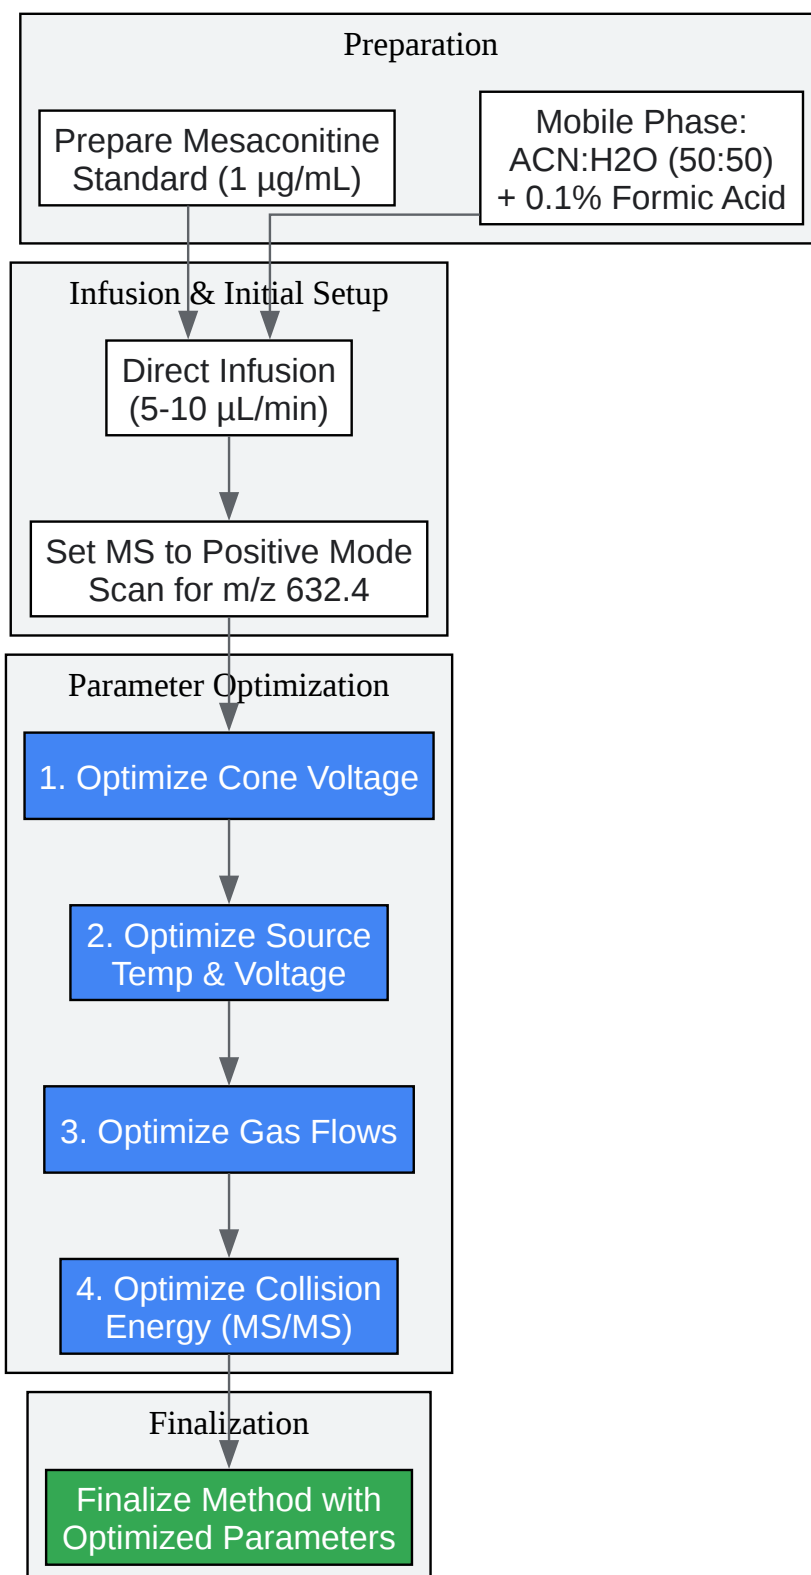 Preparation
Prepare Mesaconitine
Standard (1 µg/mL)
Mobile Phase:
ACN:H2O (50:50)
+ 0.1% Formic Acid
Infusion & Initial Setup
Direct Infusion
(5-10 µL/min)
Set MS to Positive Mode
Scan for m/z 632.4
Parameter Optimization
1. Optimize Cone Voltage
2. Optimize Source
Temp & Voltage
3. Optimize Gas Flows
4. Optimize Collision
Energy (MS/MS)
Finalization
Finalize Method with
Optimized Parameters